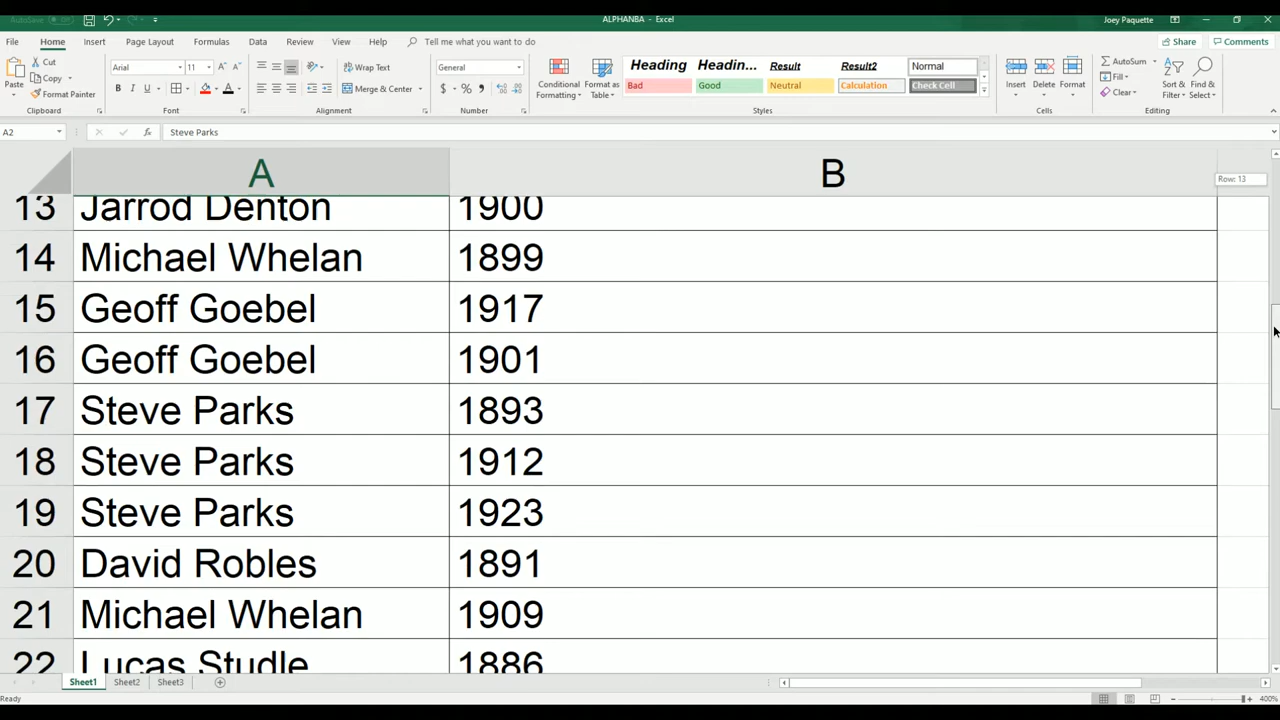 AutoSave Off
ALPHANBA - Excel
Joey Paquette
File Home Insert Page Layout Formulas Data Review View Help Tell me what you want to do
Share Comments
Paste
Cut
Copy
Format Painter
Clipboard
Arial 11
Font
Wrap Text
Merge & Center
Alignment
General
Number
Conditional Formatting
Format as Table
Heading Headin... Result Result2 Normal
Bad Good Neutral Calculation Check Cell
Styles
Insert Delete Format
Cells
AutoSum
Fill
Clear
Sort & Filter
Find & Select
Editing
A2 fx Steve Parks
A B
Row: 13
13 Jarrod Denton 1900
14 Michael Whelan 1899
15 Geoff Goebel 1917
16 Geoff Goebel 1901
17 Steve Parks 1893
18 Steve Parks 1912
19 Steve Parks 1923
20 David Robles 1891
21 Michael Whelan 1909
22 Lucas Studle 1886
Sheet1 Sheet2 Sheet3
Ready 400%